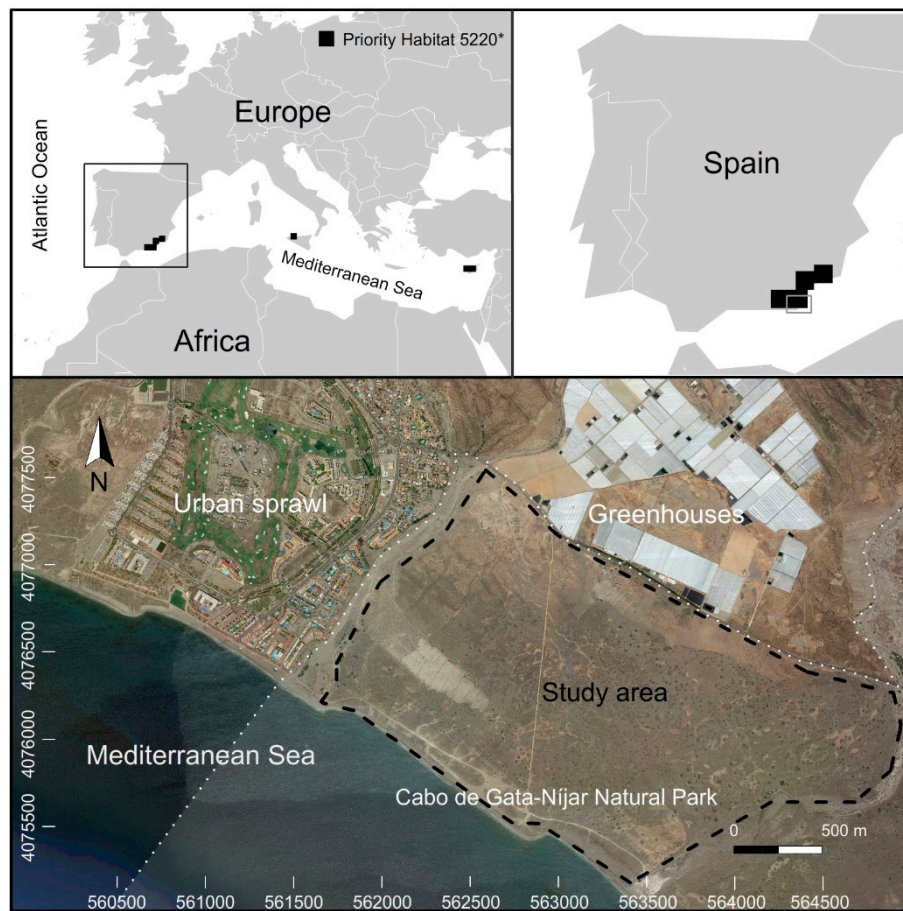 Priority Habitat 5220*
Europe
Atlantic Ocean
Mediterranean Sea
Africa
Spain
N
Urban sprawl
Greenhouses
Study area
Mediterranean Sea
Cabo de Gata-Níjar Natural Park
0 500 m
4077500
4077000
4076500
4076000
4075500
560500 561000 561500 562000 562500 563000 563500 564000 564500